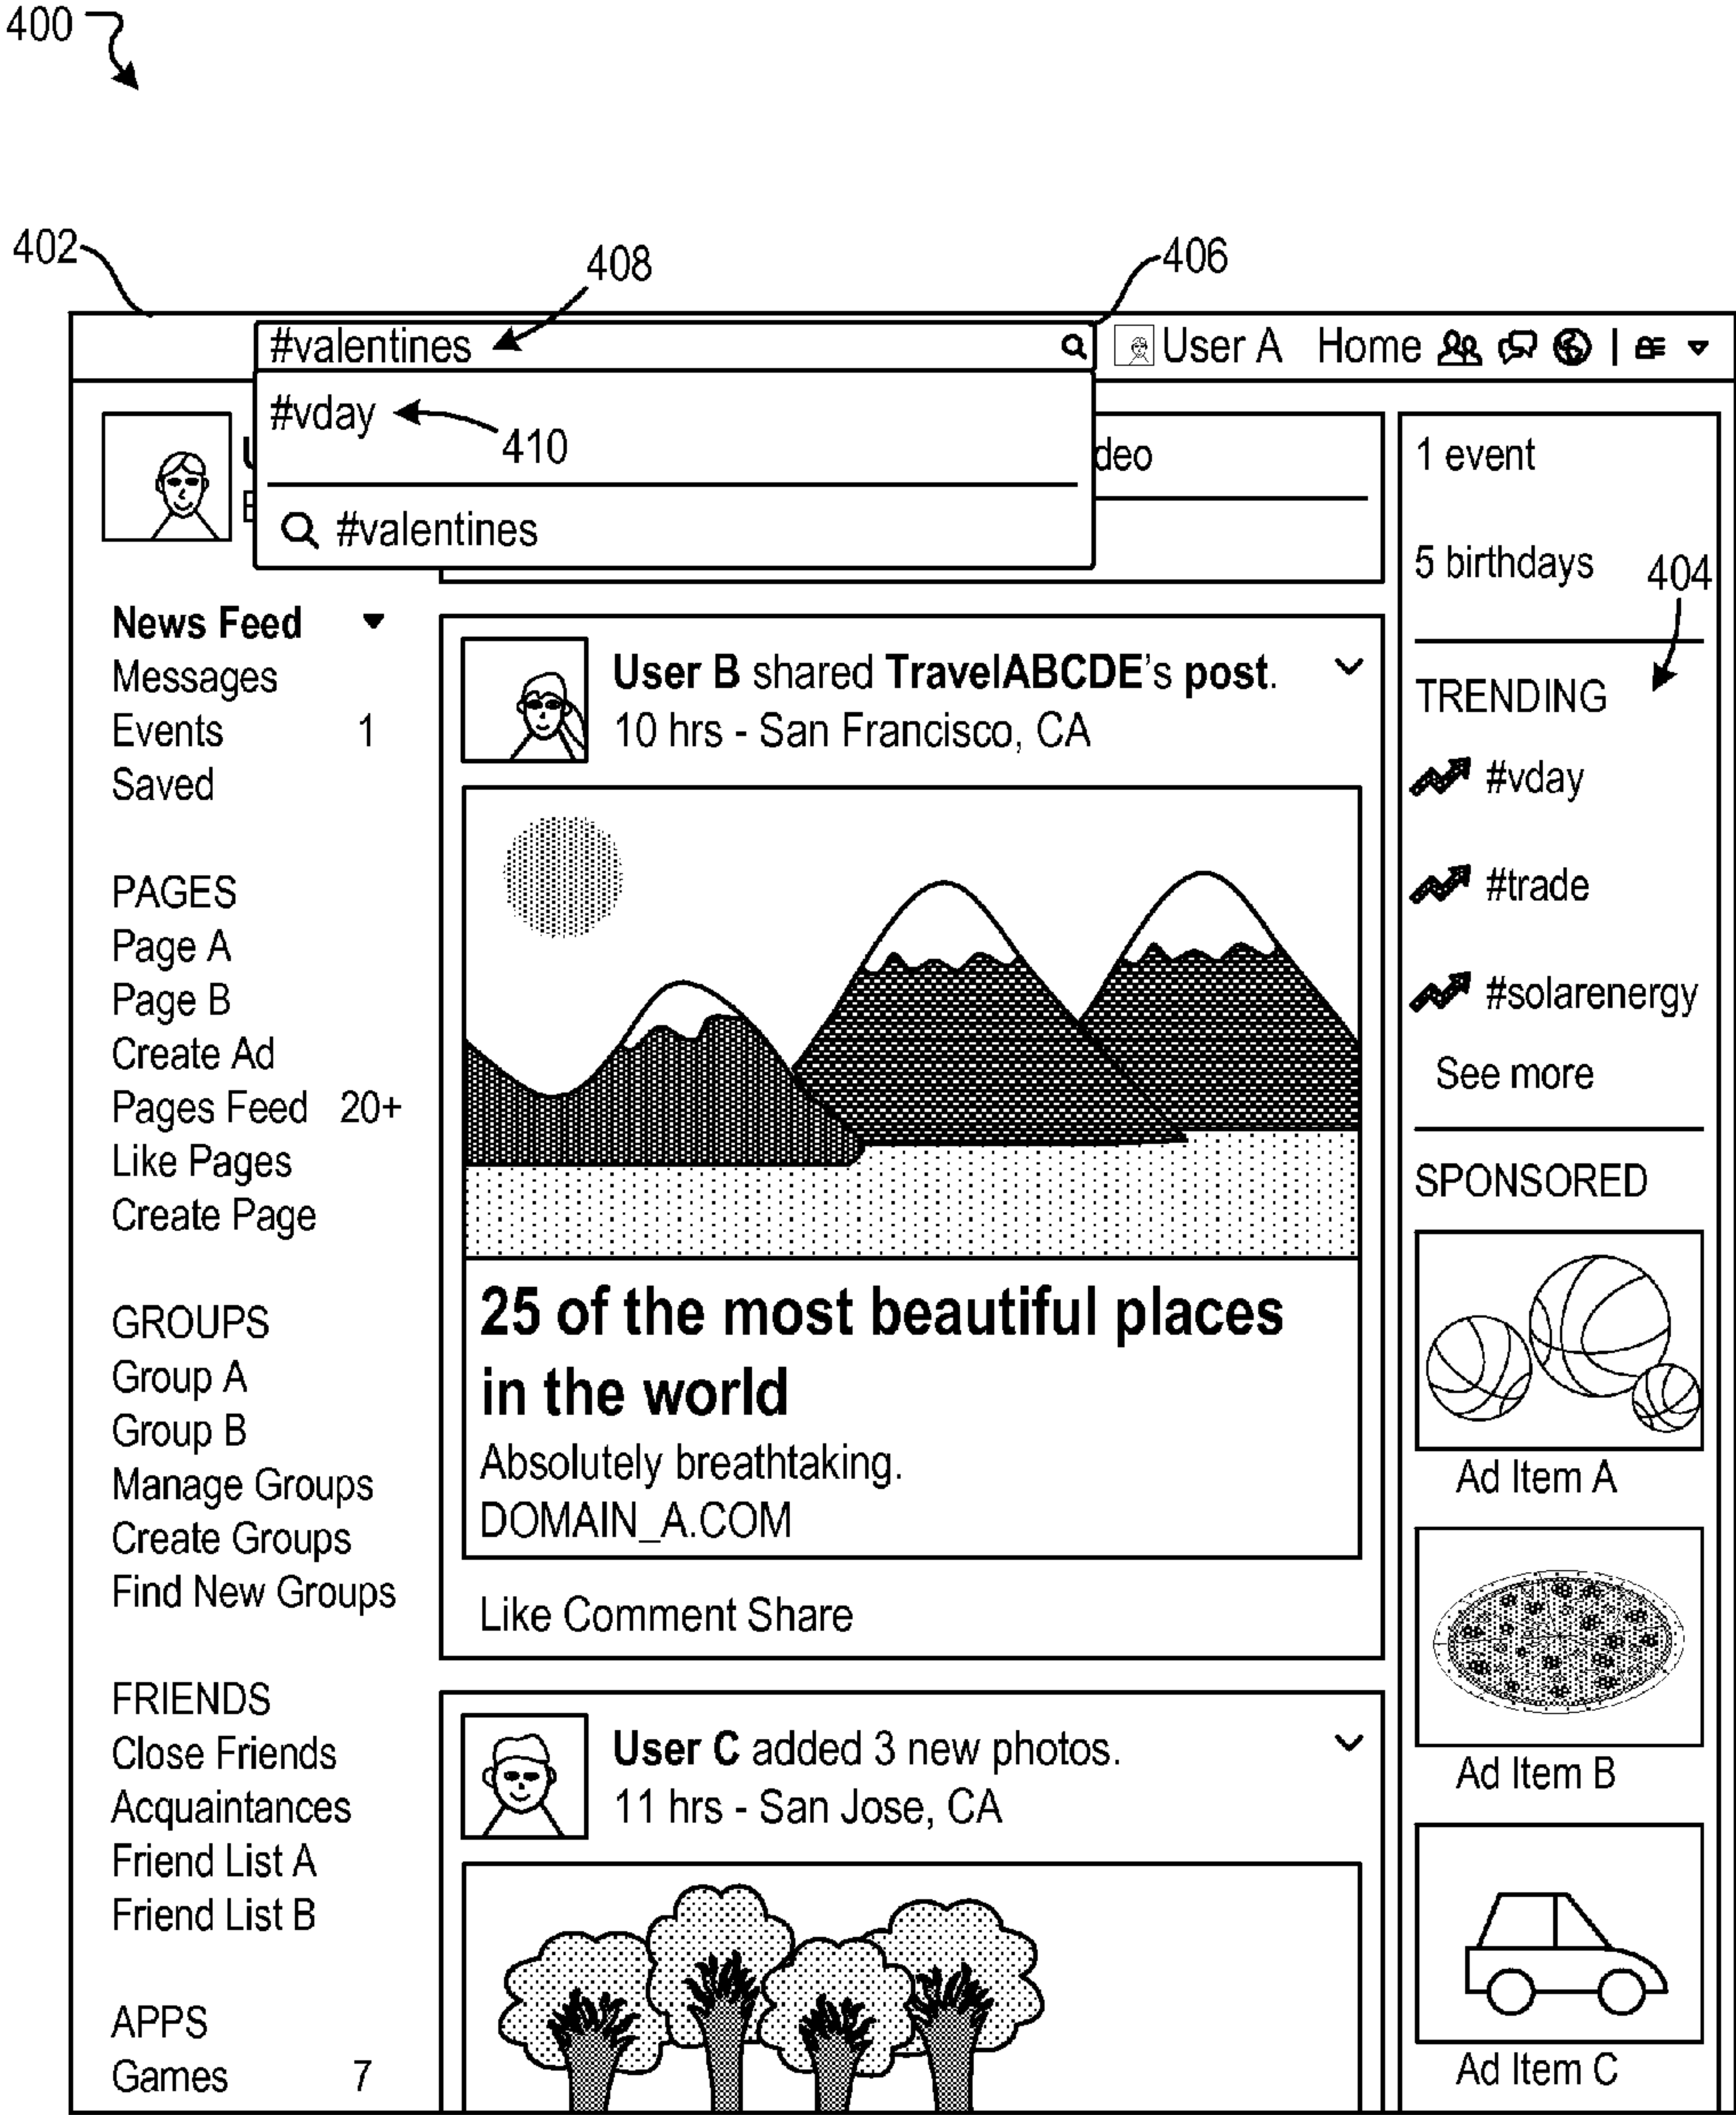 400
402
408
406
#valentines
User A Home
#vday
410
deo
#valentines
News Feed
Messages
Events 1
Saved
PAGES
Page A
Page B
Create Ad
Pages Feed 20+
Like Pages
Create Page
GROUPS
Group A
Group B
Manage Groups
Create Groups
Find New Groups
FRIENDS
Close Friends
Acquaintances
Friend List A
Friend List B
APPS
Games 7
User B shared TravelABCDE's post.
10 hrs - San Francisco, CA
25 of the most beautiful places
in the world
Absolutely breathtaking.
DOMAIN_A.COM
Like Comment Share
User C added 3 new photos.
11 hrs - San Jose, CA
1 event
5 birthdays
404
TRENDING
#vday
#trade
#solarenergy
See more
SPONSORED
Ad Item A
Ad Item B
Ad Item C